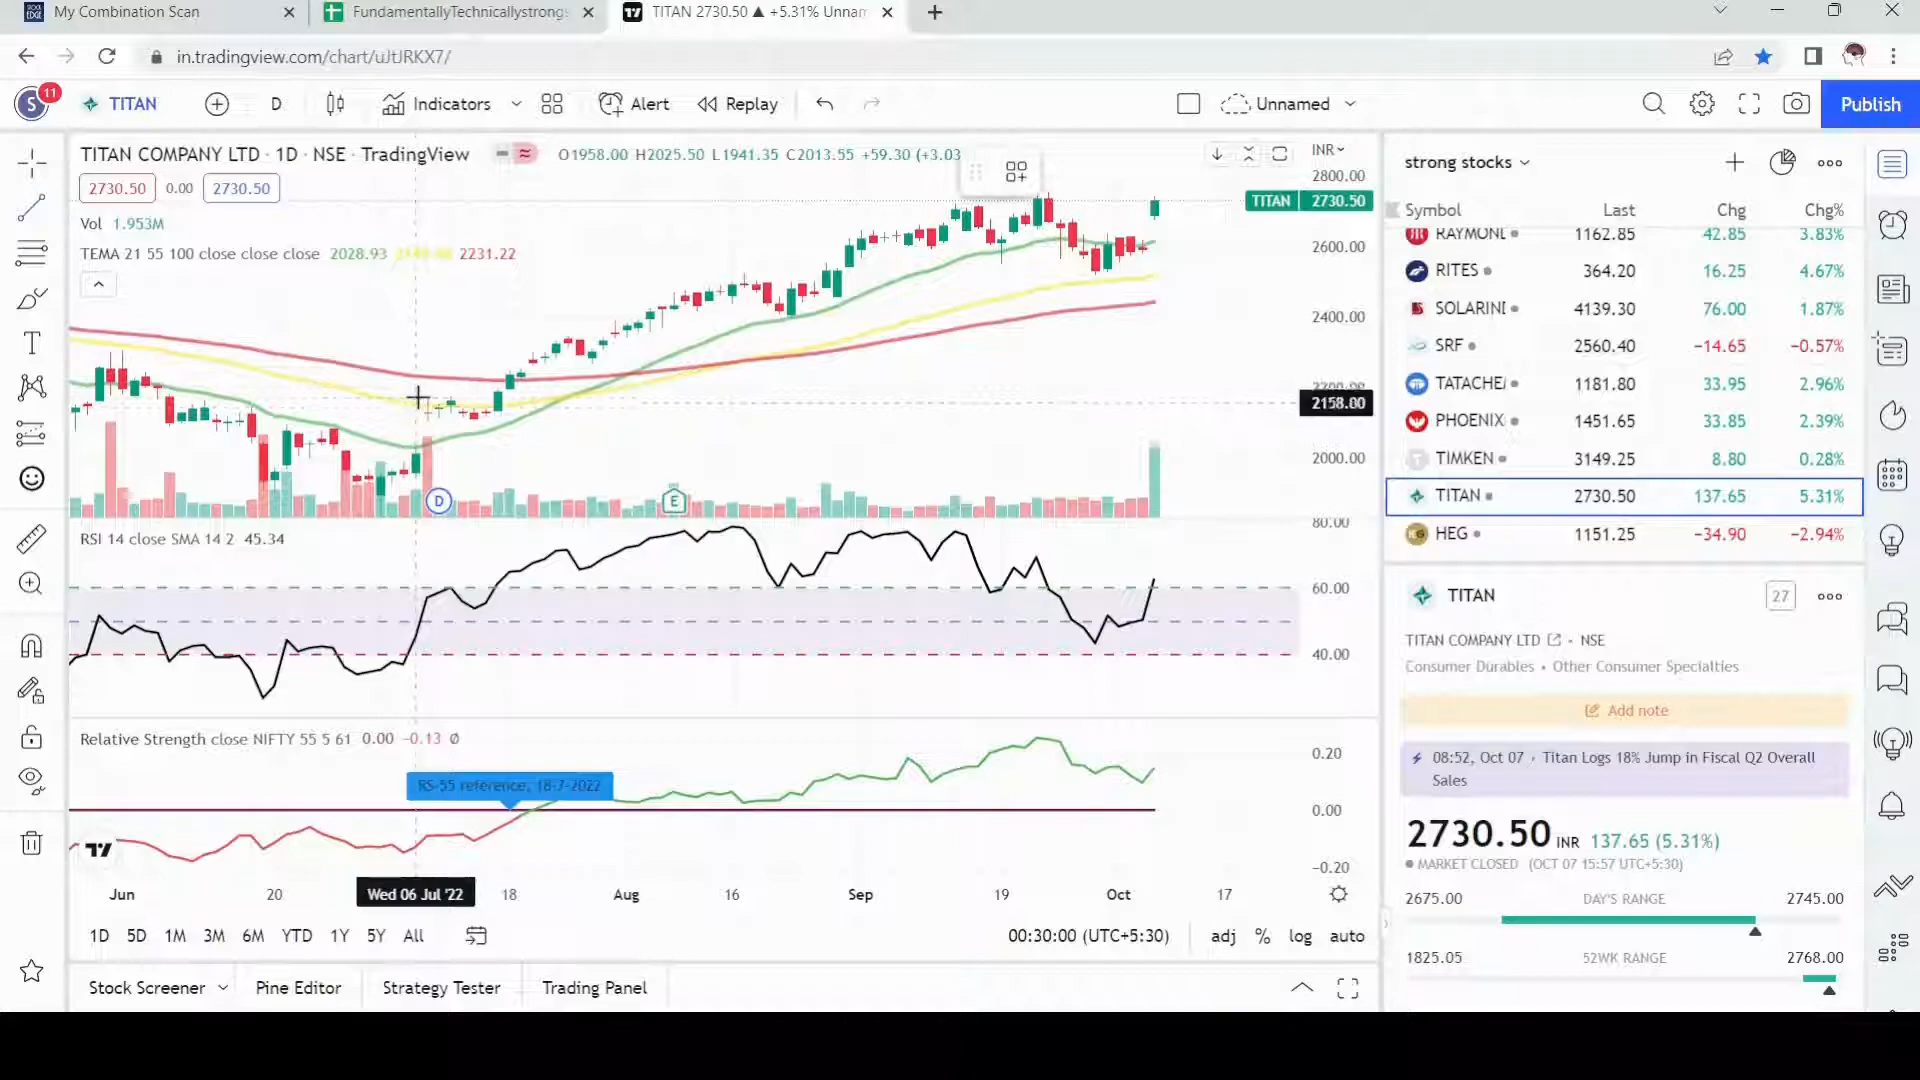 My Combination Scan
FundamentallyTechnicallystrong
TITAN 2730.50 ▲ +5.31% Unnam
in.tradingview.com/chart/uJtJRKX7/
S 11 TITAN D Indicators Alert Replay Unnamed Publish
TITAN COMPANY LTD · 1D · NSE · TradingView O1958.00 H2025.50 L1941.35 C2013.55 +59.30 (+3.03 INR
2730.50 0.00 2730.50
Vol 1.953M
TEMA 21 55 100 close close close 2028.93 2231.22
2800.00
TITAN 2730.50
2600.00
2400.00
2158.00
2000.00
D
E
80.00
RSI 14 close SMA 14 2 45.34
60.00
40.00
Relative Strength close NIFTY 55 5 61 0.00 −0.13 Ø
0.20
RS-55 reference, 18-7-2022
0.00
−0.20
Jun 20 Wed 06 Jul '22 18 Aug 16 Sep 19 Oct 17
1D 5D 1M 3M 6M YTD 1Y 5Y All 00:30:00 (UTC+5:30) adj % log auto
Stock Screener Pine Editor Strategy Tester Trading Panel
strong stocks
Symbol Last Chg Chg%
RAYMONI 1162.85 42.85 3.83%
RITES 364.20 16.25 4.67%
SOLARINI 4139.30 76.00 1.87%
SRF 2560.40 −14.65 −0.57%
TATACHE 1181.80 33.95 2.96%
PHOENIX 1451.65 33.85 2.39%
TIMKEN 3149.25 8.80 0.28%
TITAN 2730.50 137.65 5.31%
HEG 1151.25 −34.90 −2.94%
TITAN 27
TITAN COMPANY LTD • NSE
Consumer Durables • Other Consumer Specialties
Add note
08:52, Oct 07 · Titan Logs 18% Jump in Fiscal Q2 Overall
Sales
2730.50 INR 137.65 (5.31%)
MARKET CLOSED (OCT 07 15:57 UTC+5:30)
2675.00 DAY'S RANGE 2745.00
1825.05 52WK RANGE 2768.00